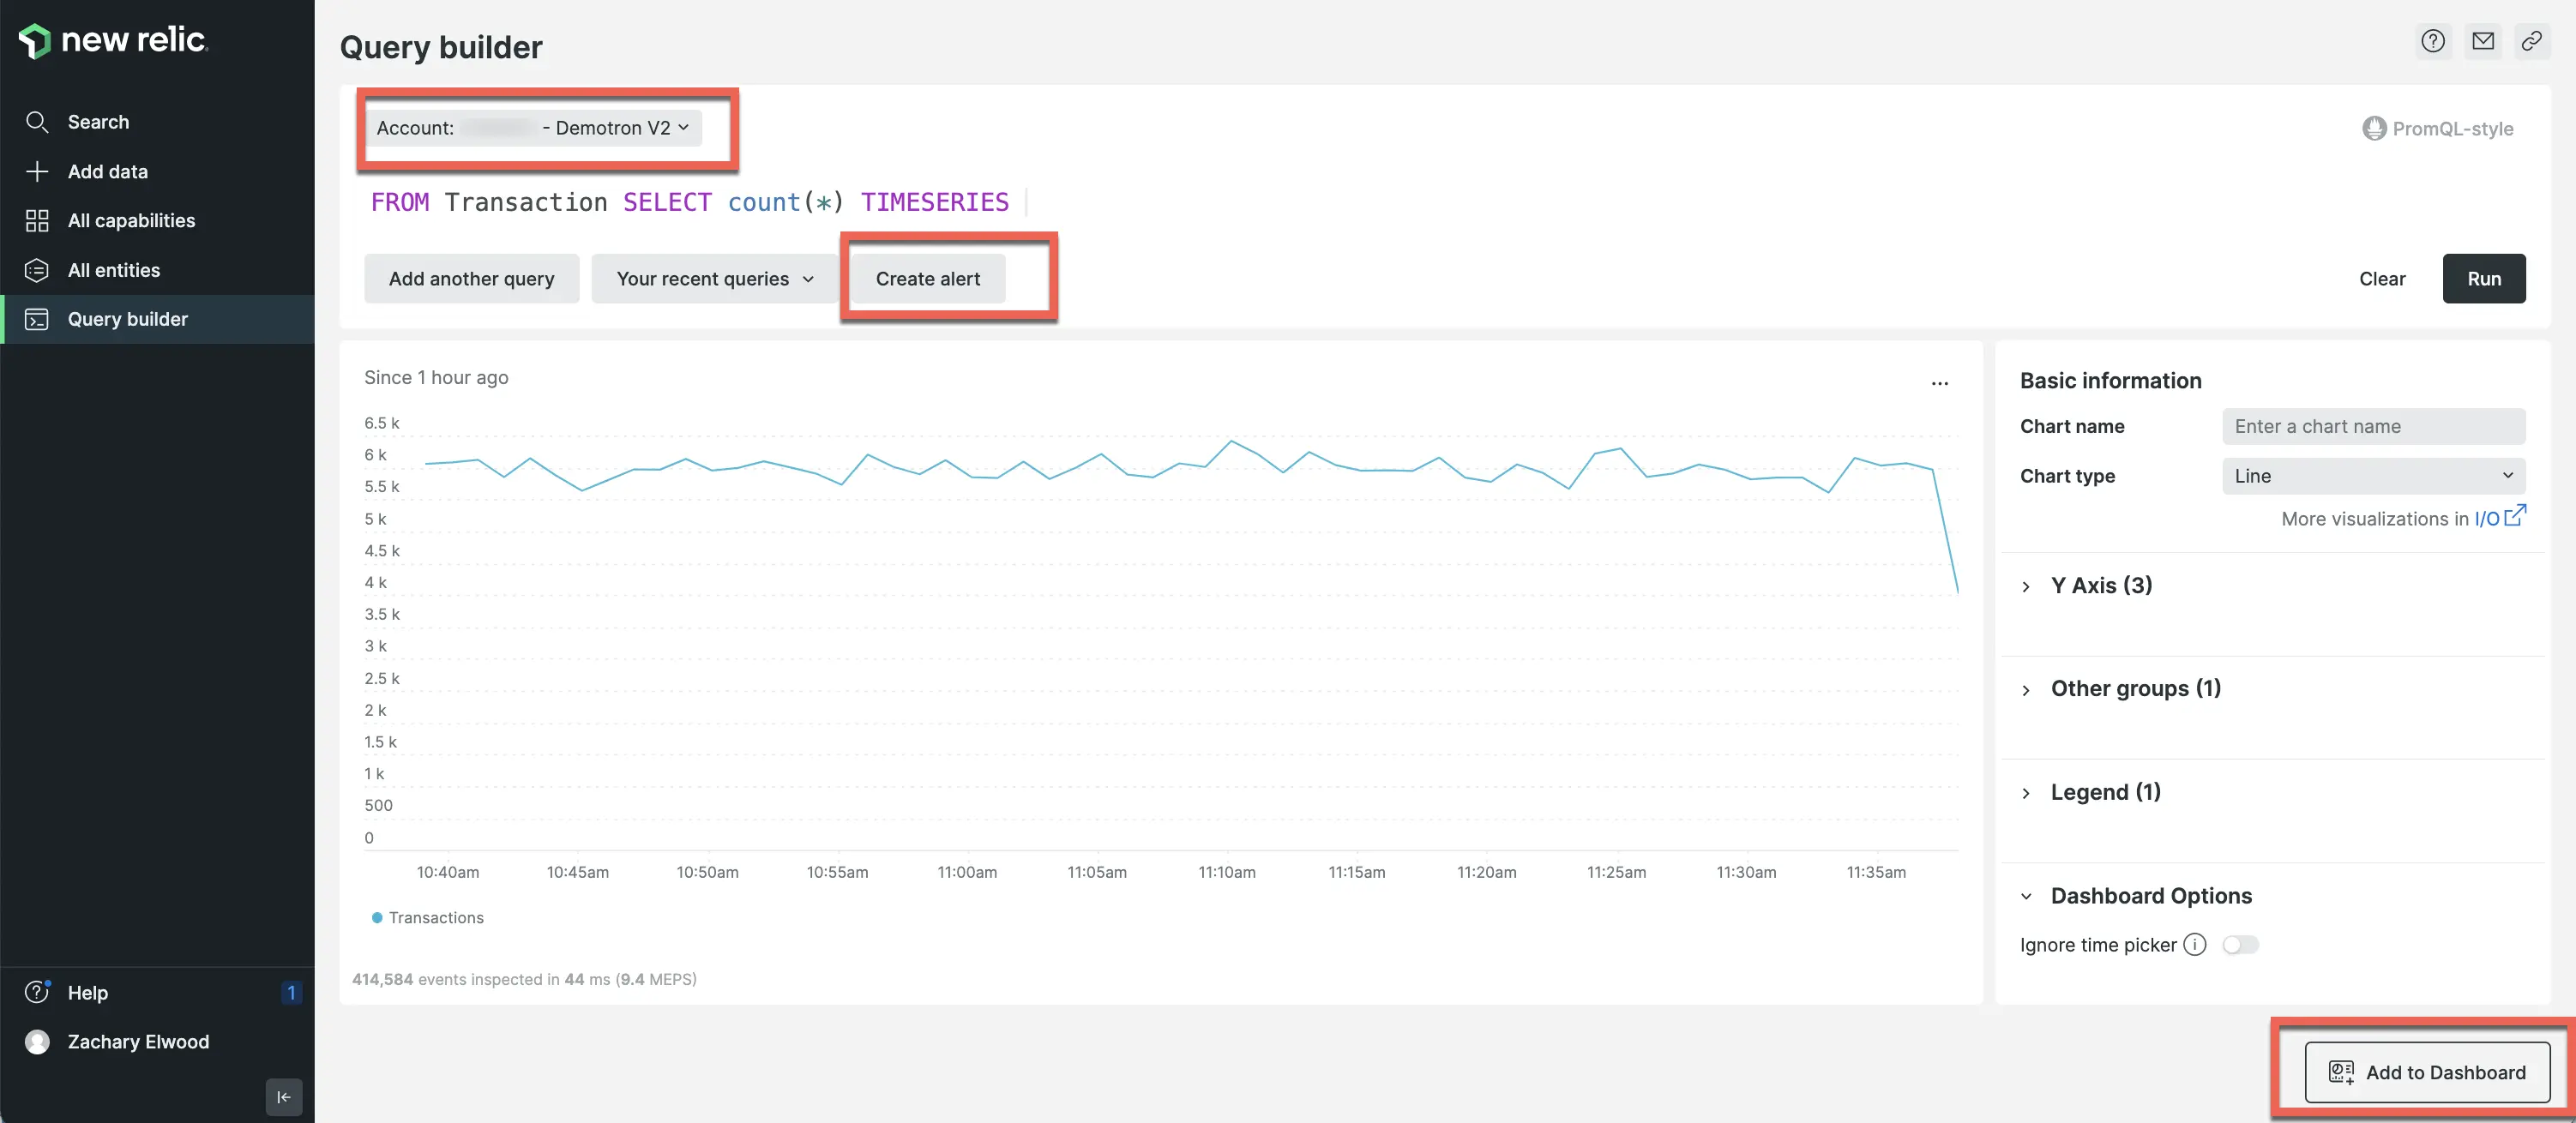 new relic.
Search
Add data
All capabilities
All entities
Query builder
Help 1
Zachary Elwood
Query builder
Account: - Demotron V2
PromQL-style
FROM Transaction SELECT count(*) TIMESERIES
Add another query
Your recent queries
Create alert
Clear
Run
Since 1 hour ago
...
6.5 k
6 k
5.5 k
5 k
4.5 k
4 k
3.5 k
3 k
2.5 k
2 k
1.5 k
1 k
500
0
10:40am 10:45am 10:50am 10:55am 11:00am 11:05am 11:10am 11:15am 11:20am 11:25am 11:30am 11:35am
Transactions
414,584 events inspected in 44 ms (9.4 MEPS)
Basic information
Chart name Enter a chart name
Chart type Line
More visualizations in I/O
Y Axis (3)
Other groups (1)
Legend (1)
Dashboard Options
Ignore time picker
Add to Dashboard